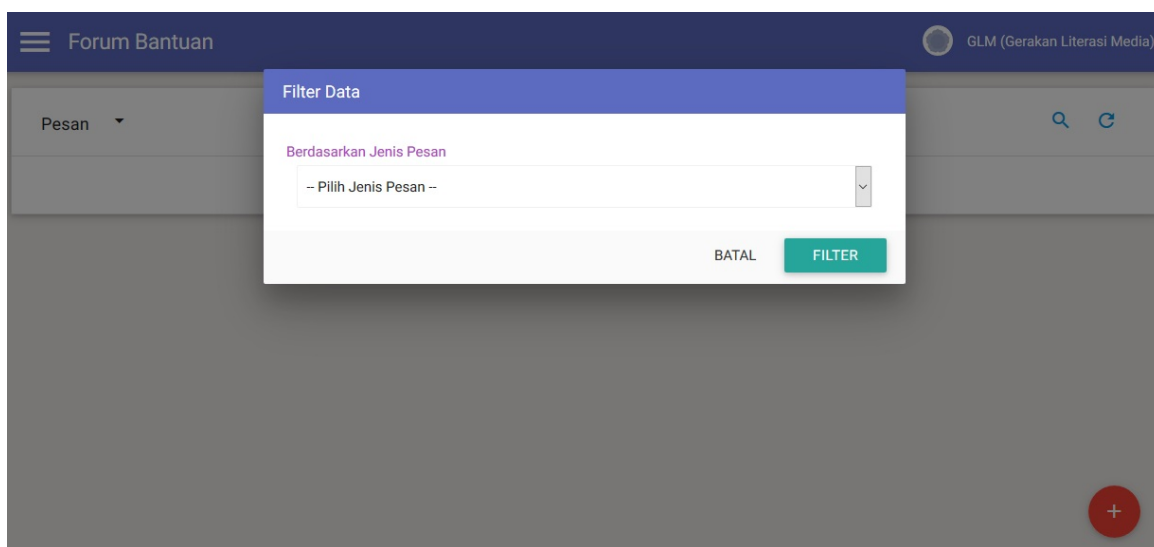 Forum Bantuan
GLM (Gerakan Literasi Media)
Filter Data
Pesan
Berdasarkan Jenis Pesan
-- Pilih Jenis Pesan --
BATAL
FILTER